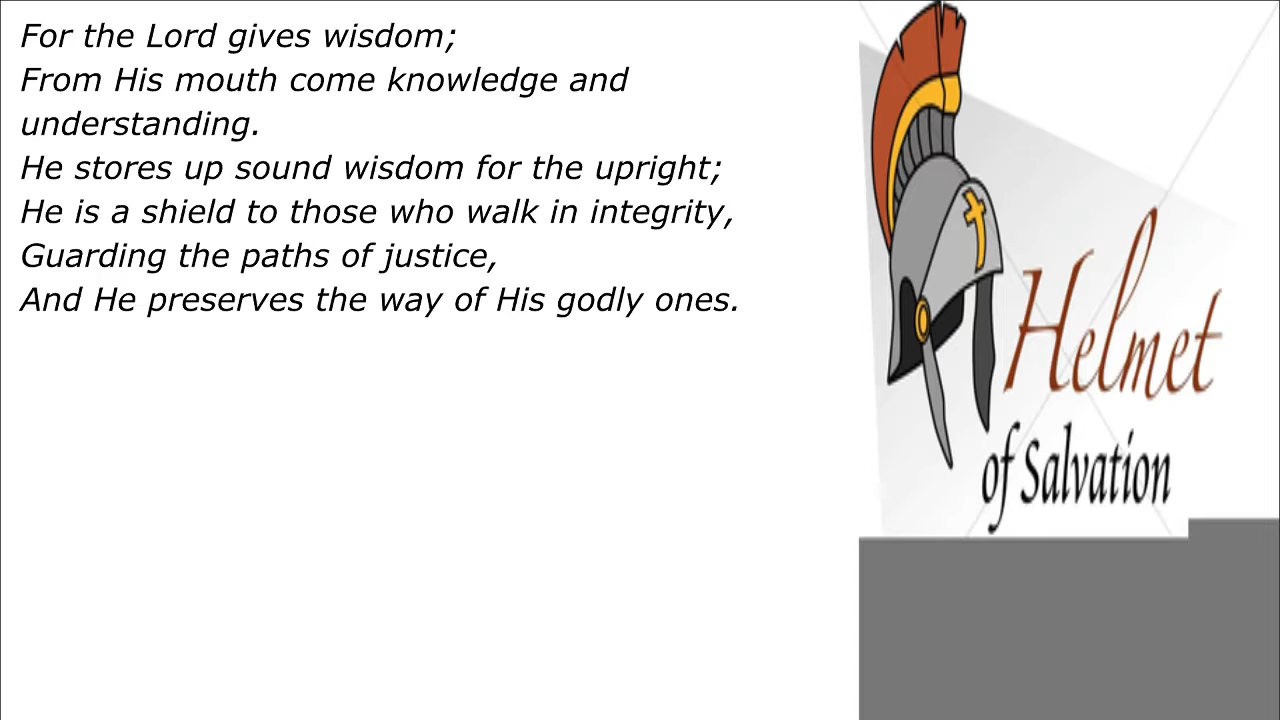 For the Lord gives wisdom;
From His mouth come knowledge and
understanding.
He stores up sound wisdom for the upright;
He is a shield to those who walk in integrity,
Guarding the paths of justice,
And He preserves the way of His godly ones.
Helmet
of Salvation